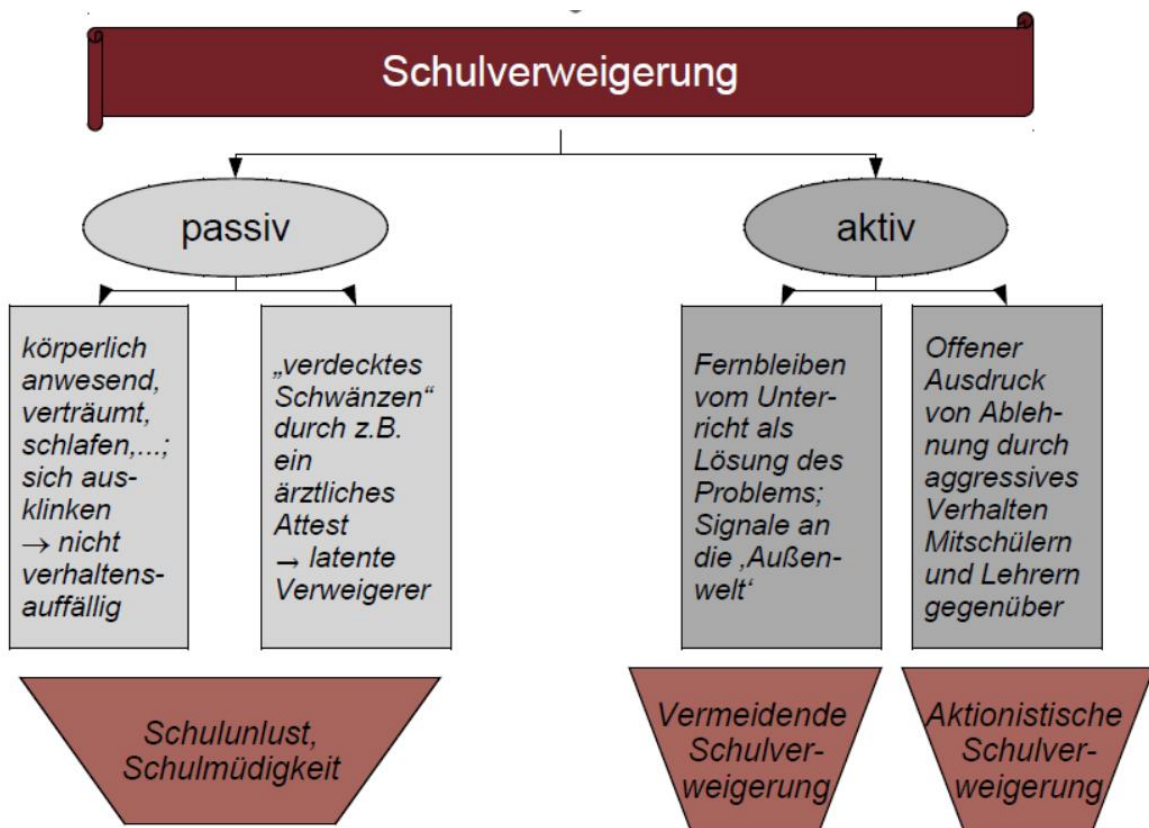 Schulverweigerung
passiv
aktiv
körperlich
anwesend,
verträumt,
schlafen,...;
sich aus-
klinken
→ nicht
verhaltens-
auffällig
„verdecktes
Schwänzen“
durch z.B.
ein
ärztliches
Attest
→ latente
Verweigerer
Fernbleiben
vom Unter-
richt als
Lösung des
Problems;
Signale an
die ‚Außen-
welt‘
Offener
Ausdruck
von Ableh-
nung durch
aggressives
Verhalten
Mitschülern
und Lehrern
gegenüber
Schulunlust,
Schulmüdigkeit
Vermeidende
Schulver-
weigerung
Aktionistische
Schulver-
weigerung